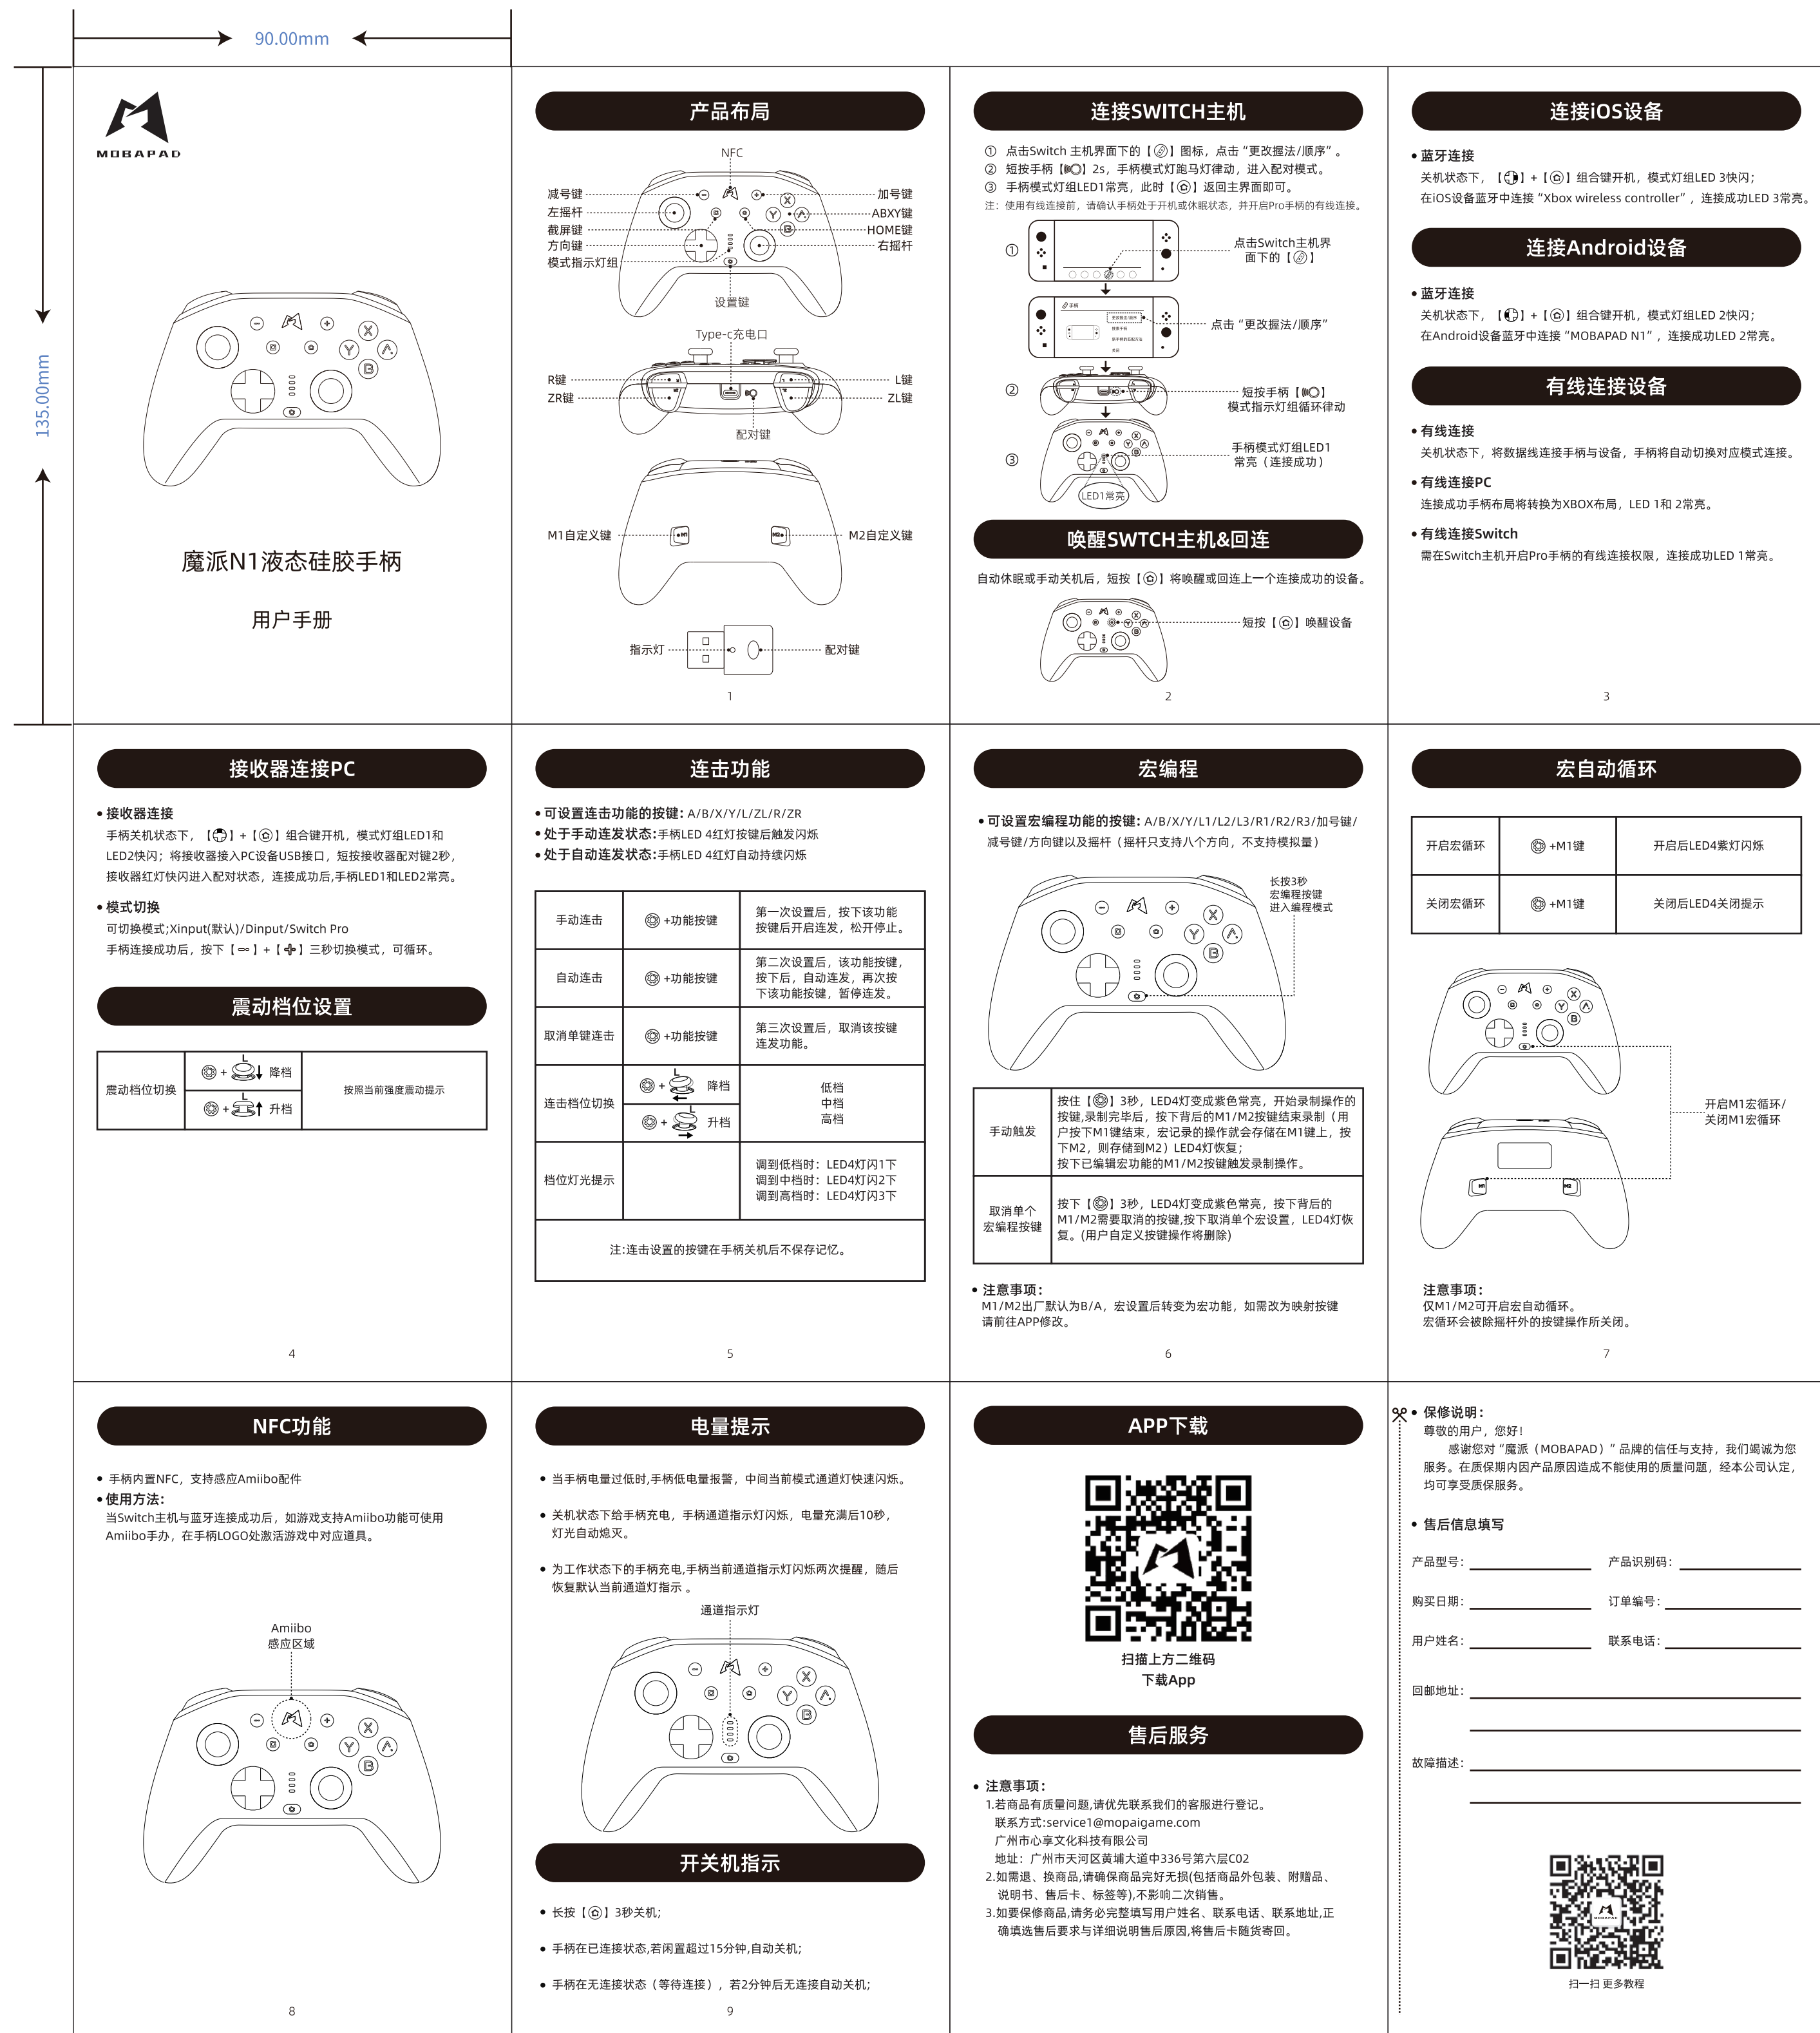 90.00mm
135.00mm
MOBAPAD
魔派N1液态硅胶手柄
用户手册
产品布局
NFC
减号键
左摇杆
截屏键
方向键
模式指示灯组
加号键
ABXY键
HOME键
右摇杆
设置键
Type-c充电口
R键
ZR键
L键
ZL键
配对键
M1自定义键
M2自定义键
指示灯
配对键
1
连接SWITCH主机
① 点击Switch 主机界面下的【】图标，点击“更改握法/顺序”。
② 短按手柄【】2s，手柄模式灯跑马灯律动，进入配对模式。
③ 手柄模式灯组LED1常亮，此时【】返回主界面即可。
注：使用有线连接前，请确认手柄处于开机或休眠状态，并开启Pro手柄的有线连接。
①
点击Switch主机界
面下的【】
手柄
更改握法/顺序
搜索手柄
新手柄的匹配方法
关闭
点击“更改握法/顺序”
②
短按手柄【】
模式指示灯组循环律动
③
手柄模式灯组LED1
常亮（连接成功）
LED1常亮
唤醒SWTCH主机&回连
自动休眠或手动关机后，短按【】将唤醒或回连上一个连接成功的设备。
短按【】唤醒设备
2
连接iOS设备
• 蓝牙连接
关机状态下，【】+【】组合键开机，模式灯组LED 3快闪；
在iOS设备蓝牙中连接“Xbox wireless controller”，连接成功LED 3常亮。
连接Android设备
• 蓝牙连接
关机状态下，【】+【】组合键开机，模式灯组LED 2快闪；
在Android设备蓝牙中连接“MOBAPAD N1”，连接成功LED 2常亮。
有线连接设备
• 有线连接
关机状态下，将数据线连接手柄与设备，手柄将自动切换对应模式连接。
• 有线连接PC
连接成功手柄布局将转换为XBOX布局，LED 1和 2常亮。
• 有线连接Switch
需在Switch主机开启Pro手柄的有线连接权限，连接成功LED 1常亮。
3
接收器连接PC
• 接收器连接
手柄关机状态下，【】+【】组合键开机，模式灯组LED1和
LED2快闪；将接收器接入PC设备USB接口，短按接收器配对键2秒，
接收器红灯快闪进入配对状态，连接成功后,手柄LED1和LED2常亮。
• 模式切换
可切换模式;Xinput(默认)/Dinput/Switch Pro
手柄连接成功后，按下【−】+【+】三秒切换模式，可循环。
震动档位设置
震动档位切换
+ L 降档
+ L 升档
按照当前强度震动提示
4
连击功能
• 可设置连击功能的按键: A/B/X/Y/L/ZL/R/ZR
• 处于手动连发状态:手柄LED 4红灯按键后触发闪烁
• 处于自动连发状态:手柄LED 4红灯自动持续闪烁
手动连击
+功能按键
第一次设置后，按下该功能
按键后开启连发，松开停止。
自动连击
+功能按键
第二次设置后，该功能按键，
按下后，自动连发，再次按
下该功能按键，暂停连发。
取消单键连击
+功能按键
第三次设置后，取消该按键
连发功能。
连击档位切换
+ L 降档
+ L 升档
低档
中档
高档
档位灯光提示
调到低档时：LED4灯闪1下
调到中档时：LED4灯闪2下
调到高档时：LED4灯闪3下
注:连击设置的按键在手柄关机后不保存记忆。
5
宏编程
• 可设置宏编程功能的按键: A/B/X/Y/L1/L2/L3/R1/R2/R3/加号键/
减号键/方向键以及摇杆（摇杆只支持八个方向，不支持模拟量）
长按3秒
宏编程按键
进入编程模式
手动触发
按住【】3秒，LED4灯变成紫色常亮，开始录制操作的
按键,录制完毕后，按下背后的M1/M2按键结束录制（用
户按下M1键结束，宏记录的操作就会存储在M1键上，按
下M2，则存储到M2）LED4灯恢复；
按下已编辑宏功能的M1/M2按键触发录制操作。
取消单个
宏编程按键
按下【】3秒，LED4灯变成紫色常亮，按下背后的
M1/M2需要取消的按键,按下取消单个宏设置，LED4灯恢
复。(用户自定义按键操作将删除)
• 注意事项：
M1/M2出厂默认为B/A，宏设置后转变为宏功能，如需改为映射按键
请前往APP修改。
6
宏自动循环
开启宏循环
+M1键
开启后LED4紫灯闪烁
关闭宏循环
+M1键
关闭后LED4关闭提示
开启M1宏循环/
关闭M1宏循环
注意事项：
仅M1/M2可开启宏自动循环。
宏循环会被除摇杆外的按键操作所关闭。
7
NFC功能
• 手柄内置NFC，支持感应Amiibo配件
• 使用方法：
当Switch主机与蓝牙连接成功后，如游戏支持Amiibo功能可使用
Amiibo手办，在手柄LOGO处激活游戏中对应道具。
Amiibo
感应区域
8
电量提示
• 当手柄电量过低时,手柄低电量报警，中间当前模式通道灯快速闪烁。
• 关机状态下给手柄充电，手柄通道指示灯闪烁，电量充满后10秒，
灯光自动熄灭。
• 为工作状态下的手柄充电,手柄当前通道指示灯闪烁两次提醒，随后
恢复默认当前通道灯指示 。
通道指示灯
开关机指示
• 长按【】3秒关机；
• 手柄在已连接状态,若闲置超过15分钟,自动关机；
• 手柄在无连接状态（等待连接），若2分钟后无连接自动关机；
9
APP下载
扫描上方二维码
下载App
售后服务
• 注意事项：
1.若商品有质量问题,请优先联系我们的客服进行登记。
联系方式:service1@mopaigame.com
广州市心享文化科技有限公司
地址：广州市天河区黄埔大道中336号第六层C02
2.如需退、换商品,请确保商品完好无损(包括商品外包装、附赠品、
说明书、售后卡、标签等),不影响二次销售。
3.如要保修商品,请务必完整填写用户姓名、联系电话、联系地址,正
确填选售后要求与详细说明售后原因,将售后卡随货寄回。
• 保修说明：
尊敬的用户，您好！
感谢您对“魔派（MOBAPAD）”品牌的信任与支持，我们竭诚为您
服务。在质保期内因产品原因造成不能使用的质量问题，经本公司认定，
均可享受质保服务。
• 售后信息填写
产品型号：
产品识别码：
购买日期：
订单编号：
用户姓名：
联系电话：
回邮地址：
故障描述：
扫一扫 更多教程